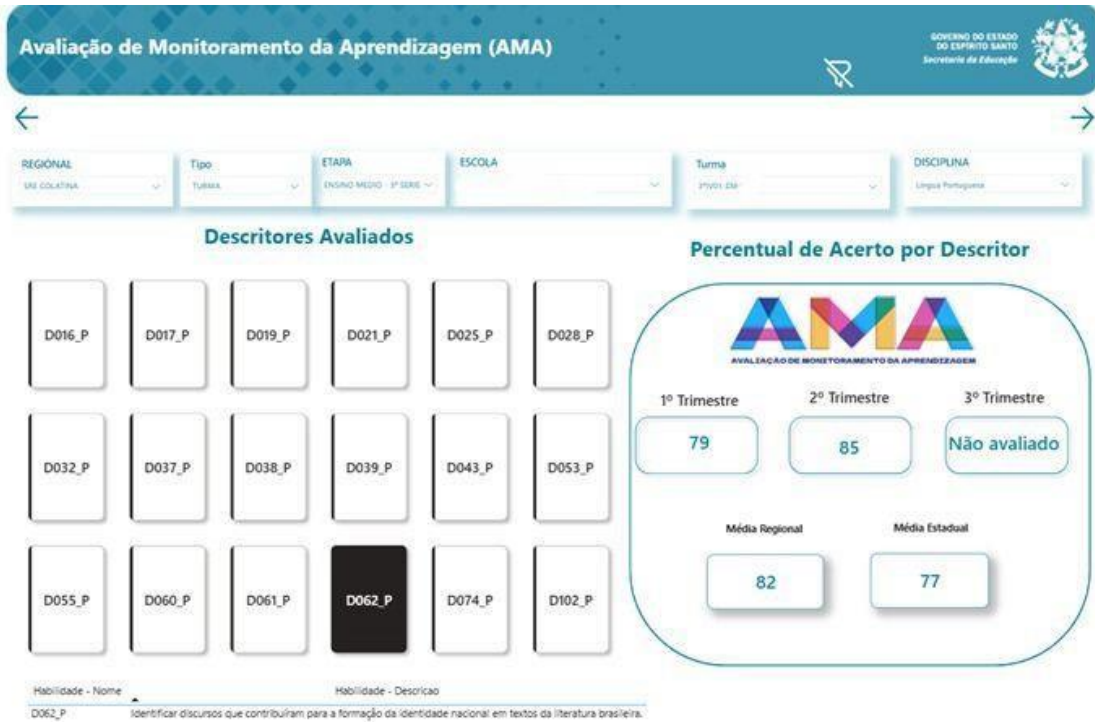 Avaliação de Monitoramento da Aprendizagem (AMA)
GOVERNO DO ESTADO
DO ESPÍRITO SANTO
Secretaria da Educação
REGIONAL
Tipo
ETAPA
ESCOLA
Turma
DISCIPLINA
SRE COLATINA
TURMA
ENSINO MEDIO - 3ª SERIE
Língua Portuguesa
Descritores Avaliados
Percentual de Acerto por Descritor
D016_P D017_P D019_P D021_P D025_P D028_P
AMA
AVALIAÇÃO DE MONITORAMENTO DA APRENDIZAGEM
1º Trimestre 2º Trimestre 3º Trimestre
79 85 Não avaliado
D032_P D037_P D038_P D039_P D043_P D053_P
Média Regional Média Estadual
82 77
D055_P D060_P D061_P D062_P D074_P D102_P
Habilidade - Nome Habilidade - Descricao
D062_P Identificar discursos que contribuíram para a formação da identidade nacional em textos da literatura brasileira.